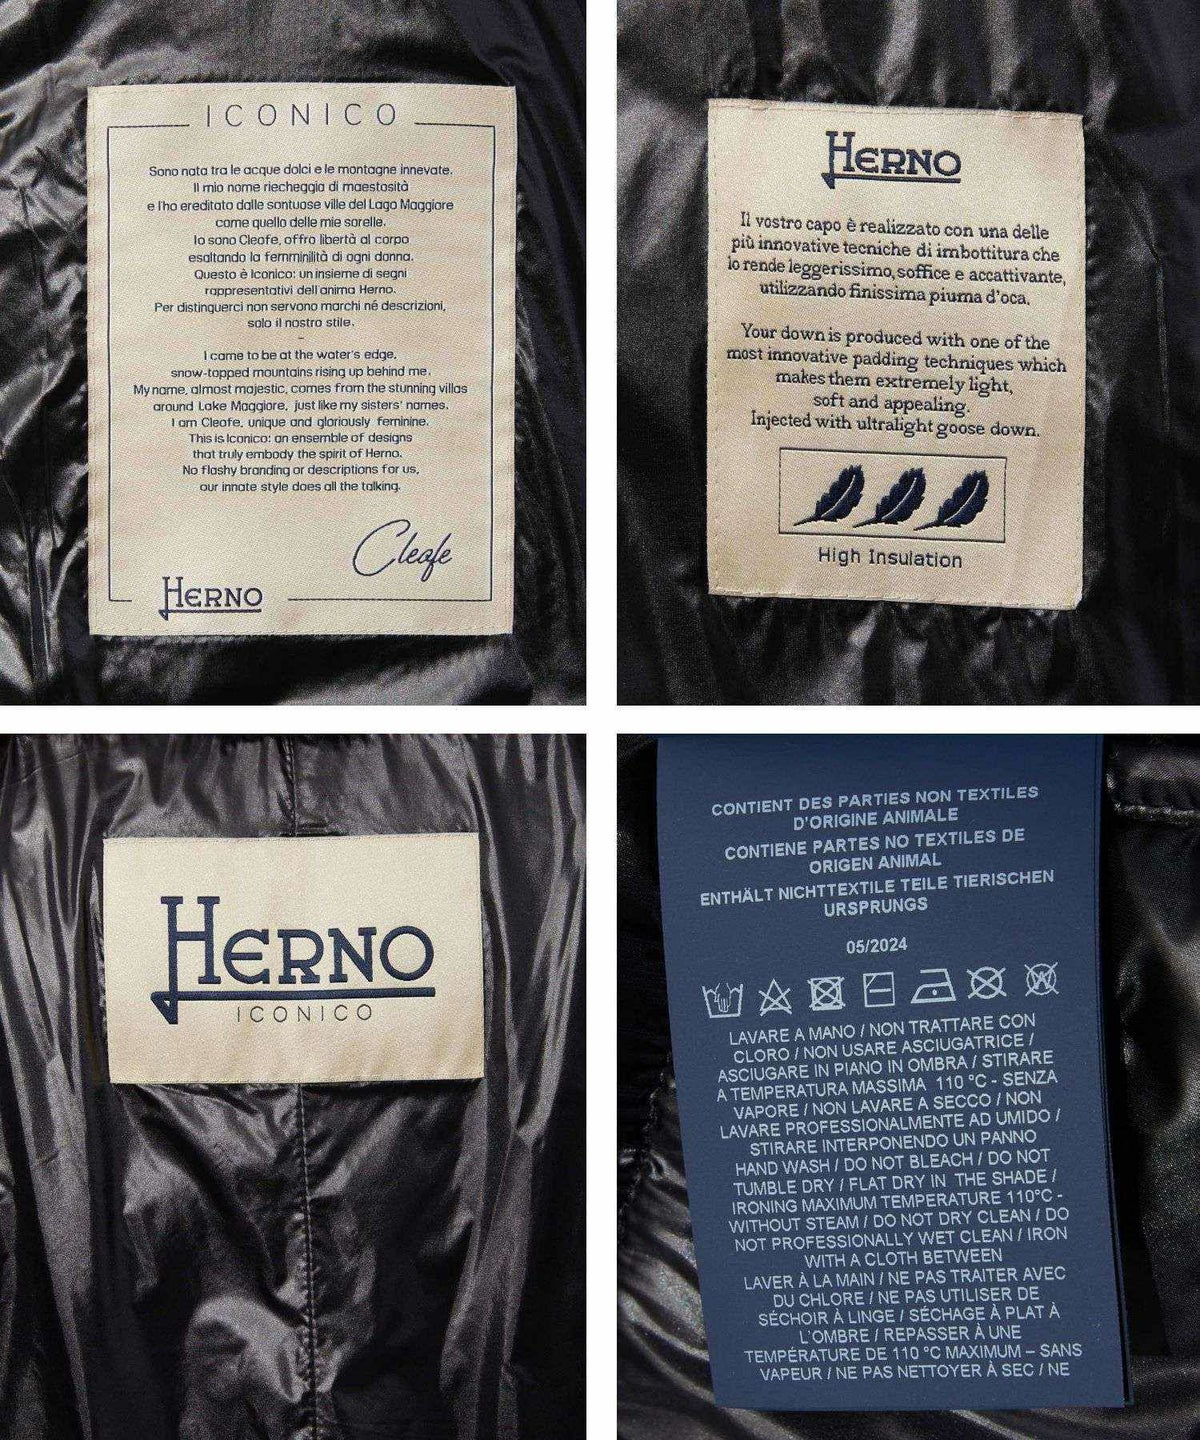 ICONICO
Sono nata tra le acque dolci e le montagne innevate.
Il mio nome riecheggia di maestosità
e l'ho ereditato dalle santuose ville del Lago Maggiore
come quello delle mie sorelle.
Io sono Cleofe, offro libertà al corpo
esaltando la femminilità di ogni donna.
Questo è Iconico: un insieme di segni
rappresentativi dell'anima Herno.
Per distinguerci non servono marchi né descrizioni,
solo il nostro stile.
–
I came to be at the water's edge,
snow-topped mountains rising up behind me.
My name, almost majestic, comes from the stunning villas
around Lake Maggiore, just like my sisters' names.
I am Cleofe, unique and gloriously feminine.
This is Iconico: an ensemble of designs
that truly embody the spirit of Herno.
No flashy branding or descriptions for us,
our innate style does all the talking.
Cleofe
HERNO
HERNO
Il vostro capo è realizzato con una delle
più innovative tecniche di imbottitura che
lo rende leggerissimo, soffice e accattivante,
utilizzando finissima piuma d'oca.
Your down is produced with one of the
most innovative padding techniques which
makes them extremely light,
soft and appealing.
Injected with ultralight goose down.
High Insulation
HERNO
ICONICO
CONTIENT DES PARTIES NON TEXTILES
D'ORIGINE ANIMALE
CONTIENE PARTES NO TEXTILES DE
ORIGEN ANIMAL
ENTHÄLT NICHTTEXTILE TEILE TIERISCHEN
URSPRUNGS
05/2024
LAVARE A MANO / NON TRATTARE CON
CLORO / NON USARE ASCIUGATRICE /
ASCIUGARE IN PIANO IN OMBRA / STIRARE
A TEMPERATURA MASSIMA 110 °C - SENZA
VAPORE / NON LAVARE A SECCO / NON
LAVARE PROFESSIONALMENTE AD UMIDO /
STIRARE INTERPONENDO UN PANNO
HAND WASH / DO NOT BLEACH / DO NOT
TUMBLE DRY / FLAT DRY IN THE SHADE /
IRONING MAXIMUM TEMPERATURE 110°C -
WITHOUT STEAM / DO NOT DRY CLEAN / DO
NOT PROFESSIONALLY WET CLEAN / IRON
WITH A CLOTH BETWEEN
LAVER À LA MAIN / NE PAS TRAITER AVEC
DU CHLORE / NE PAS UTILISER DE
SÉCHOIR À LINGE / SÉCHAGE À PLAT À
L'OMBRE / REPASSER À UNE
TEMPÉRATURE DE 110 °C MAXIMUM – SANS
VAPEUR / NE PAS NETTOYER À SEC / NE